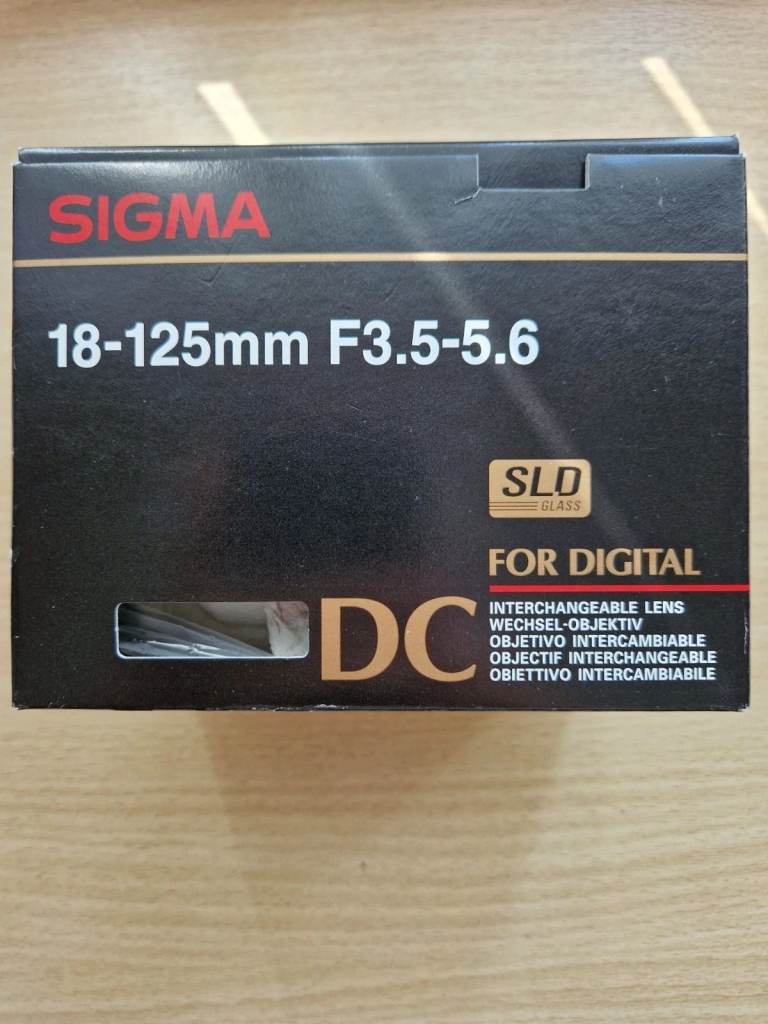 SIGMA
18-125mm F3.5-5.6
SLD
GLASS
FOR DIGITAL
DC
INTERCHANGEABLE LENS
WECHSEL-OBJEKTIV
OBJETIVO INTERCAMBIABLE
OBJECTIF INTERCHANGEABLE
OBIETTIVO INTERCAMBIABILE